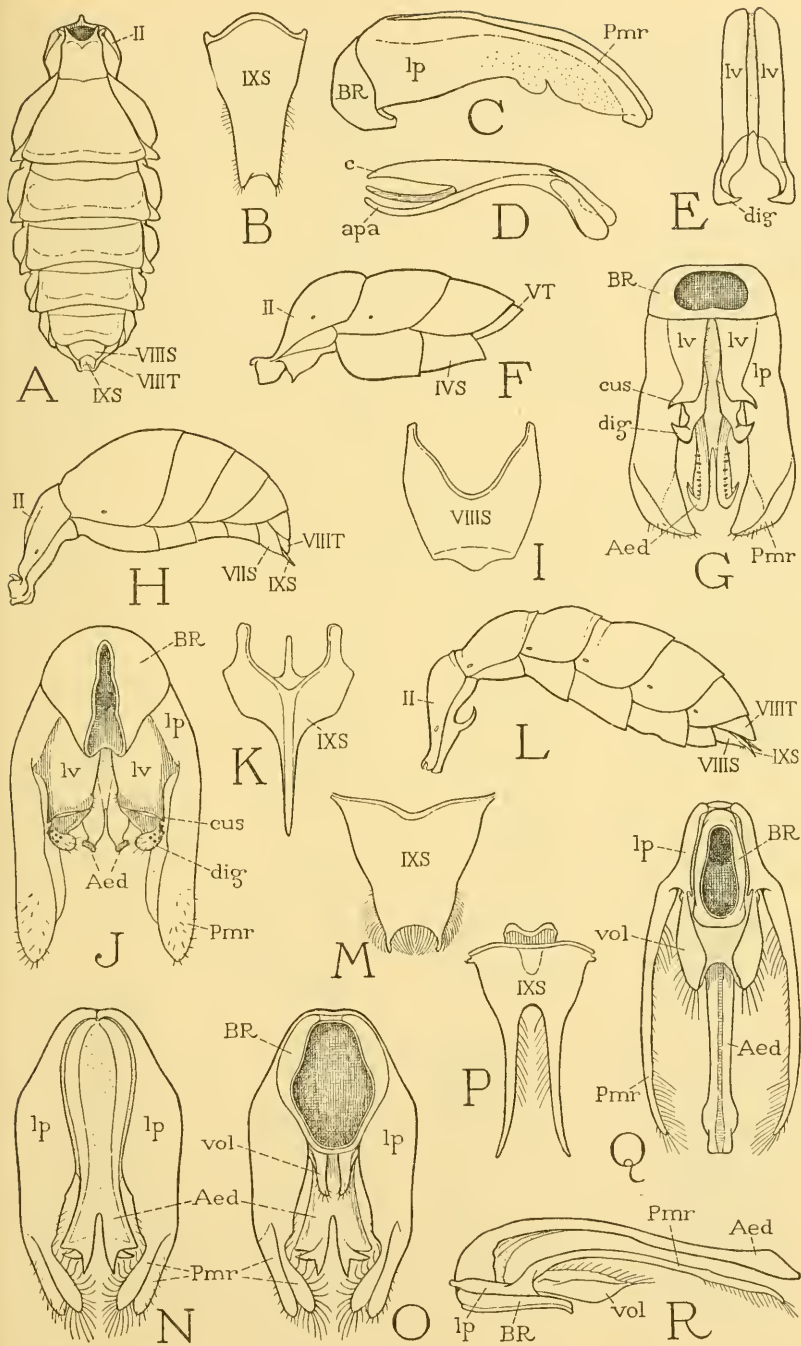 II
VIIIS
VIIIT
IXS
A
IXS
B
Pmr
lp
BR
C
c
apa
D
lv
lv
dig
E
II
VT
IVS
F
BR
lv
lv
lp
cus
dig
Aed
Pmr
G
II
VIIIT
VIIS
IXS
H
VIIIS
I
BR
lp
lv
lv
cus
Aed
dig
Pmr
J
IXS
K
II
VIIIT
VIIIS
IXS
L
IXS
M
lp
lp
Aed
Pmr
N
BR
lp
vol
O
IXS
P
lp
BR
vol
Aed
Pmr
Q
Pmr
Aed
lp
BR
vol
R